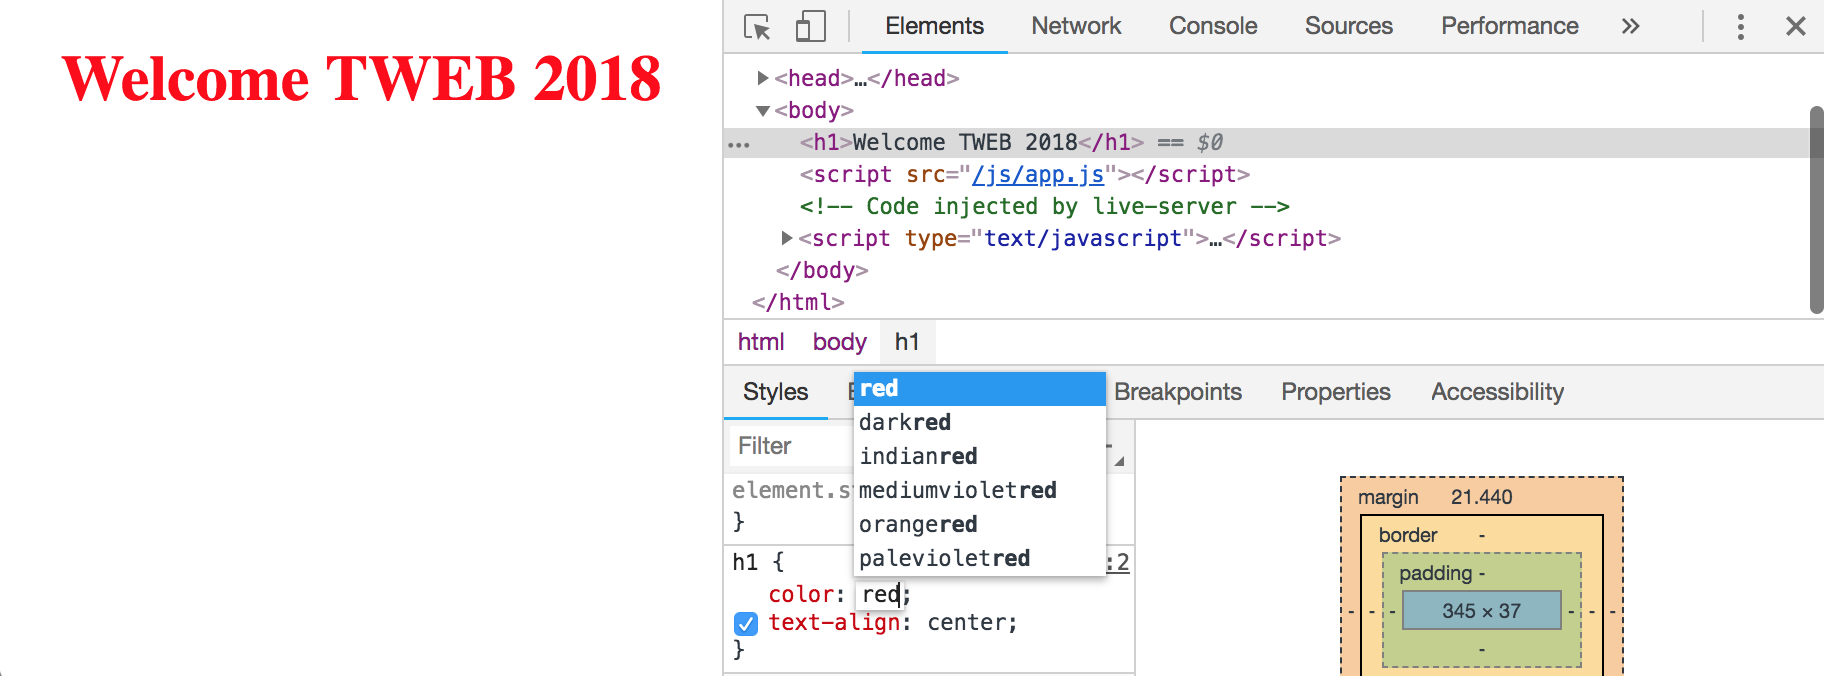 Welcome TWEB 2018
Elements Network Console Sources Performance »
<head>…</head>
<body>
… <h1>Welcome TWEB 2018</h1> == $0
<script src="/js/app.js"></script>
<!-- Code injected by live-server -->
<script type="text/javascript">…</script>
</body>
</html>
html body h1
Styles Breakpoints Properties Accessibility
red
darkred
indianred
mediumvioletred
orangered
palevioletred
Filter
element.s
}
h1 { :2
color: red;
text-align: center;
}
margin 21.440
border -
padding -
- - - 345 × 37 - - -
-